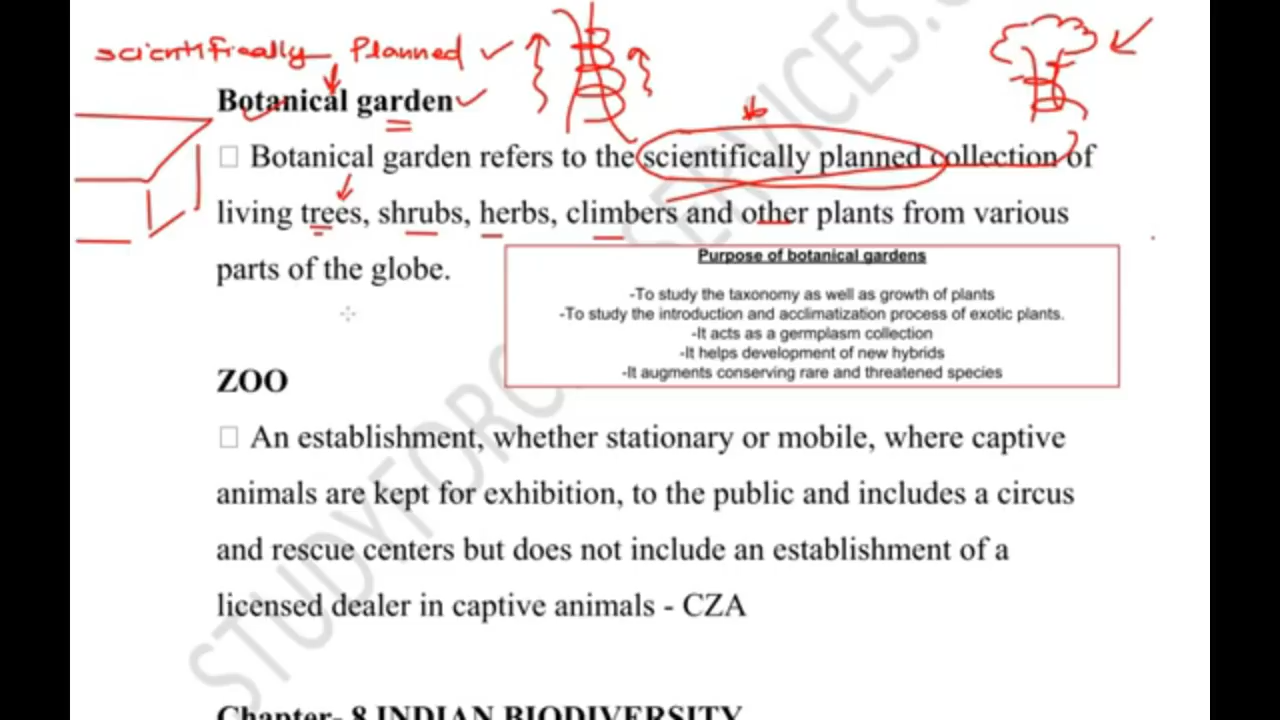 scientifically Planned
Botanical garden
Botanical garden refers to the scientifically planned collection of
living trees, shrubs, herbs, climbers and other plants from various
parts of the globe.
Purpose of botanical gardens
-To study the taxonomy as well as growth of plants
-To study the introduction and acclimatization process of exotic plants.
-It acts as a germplasm collection
-It helps development of new hybrids
-It augments conserving rare and threatened species
ZOO
An establishment, whether stationary or mobile, where captive
animals are kept for exhibition, to the public and includes a circus
and rescue centers but does not include an establishment of a
licensed dealer in captive animals - CZA
Chapter- 8 INDIAN BIODIVERSITY
STUDYFORCIVILSERVICES.